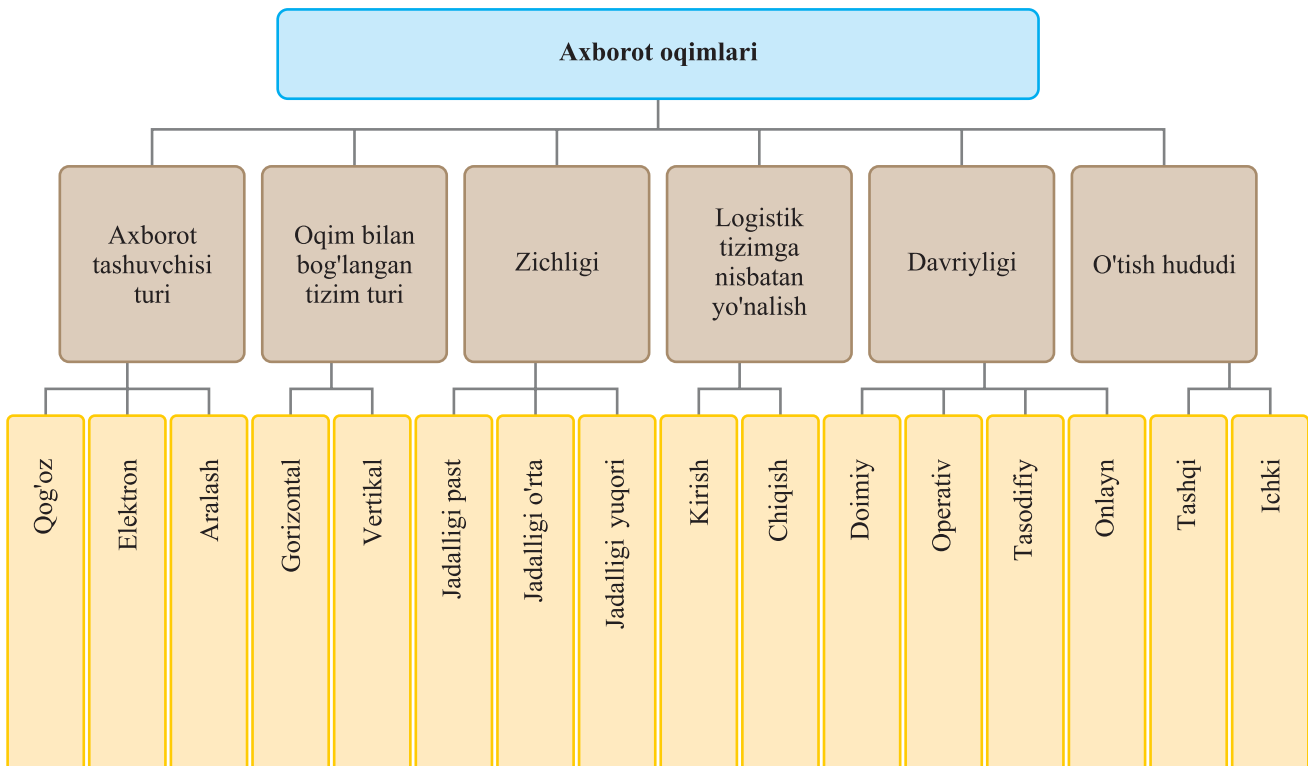 Axborot oqimlari
Axborot
tashuvchisi
turi
Oqim bilan
bog'langan
tizim turi
Zichligi
Logistik
tizimga
nisbatan
yo'nalish
Davriyligi
O'tish hududi
Qog'oz
Elektron
Aralash
Gorizontal
Vertikal
Jadalligi past
Jadalligi o'rta
Jadalligi yuqori
Kirish
Chiqish
Doimiy
Operativ
Tasodifiy
Onlayn
Tashqi
Ichki